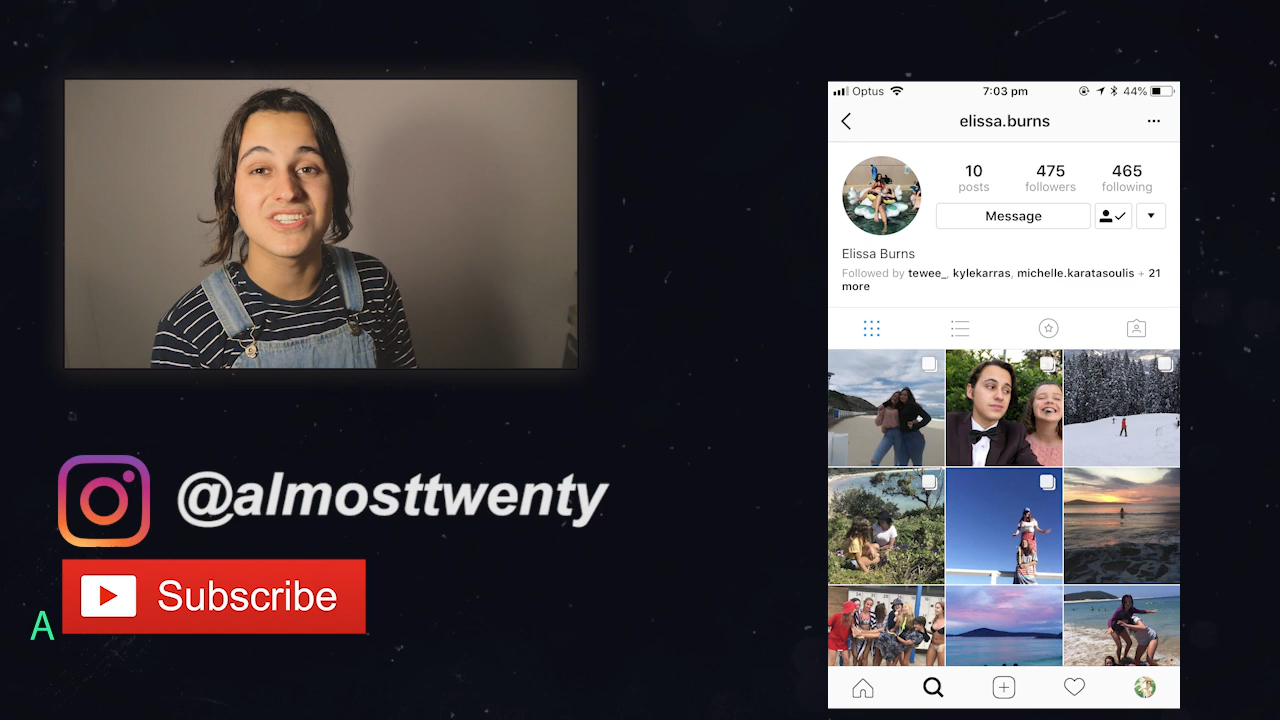 @almosttwenty
Subscribe
A
Optus 7:03 pm 44%
elissa.burns
10 475 465
posts followers following
Message
Elissa Burns
Followed by tewee_, kylekarras, michelle.karatasoulis + 21
more